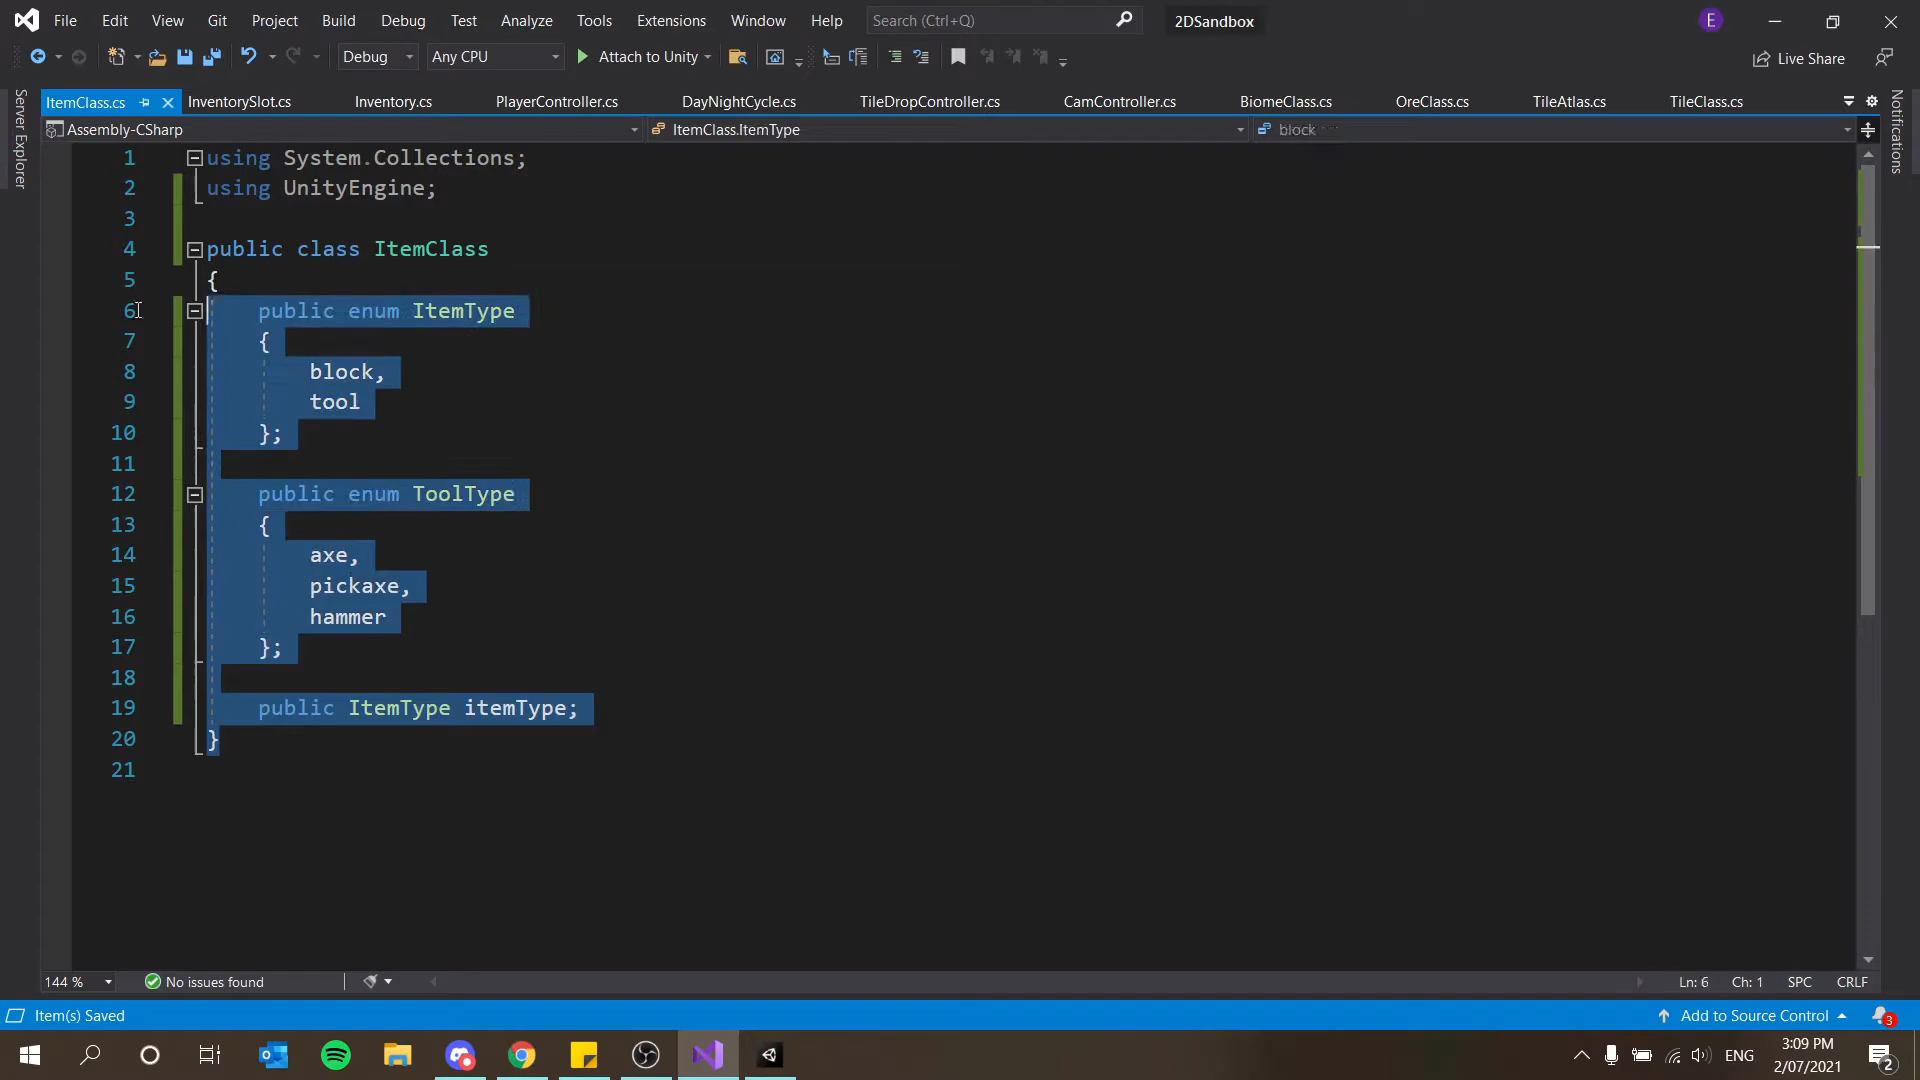 File Edit View Git Project Build Debug Test Analyze Tools Extensions Window Help Search (Ctrl+Q) 2DSandbox E
Debug Any CPU Attach to Unity Live Share
ItemClass.cs InventorySlot.cs Inventory.cs PlayerController.cs DayNightCycle.cs TileDropController.cs CamController.cs BiomeClass.cs OreClass.cs TileAtlas.cs TileClass.cs
Assembly-CSharp ItemClass.ItemType block
Server Explorer
Notifications
1 using System.Collections;
2 using UnityEngine;
3
4 public class ItemClass
5 {
6 public enum ItemType
7 {
8 block,
9 tool
10 };
11
12 public enum ToolType
13 {
14 axe,
15 pickaxe,
16 hammer
17 };
18
19 public ItemType itemType;
20 }
21
144 % No issues found Ln: 6 Ch: 1 SPC CRLF
Item(s) Saved Add to Source Control 3
ENG 3:09 PM
2/07/2021 2